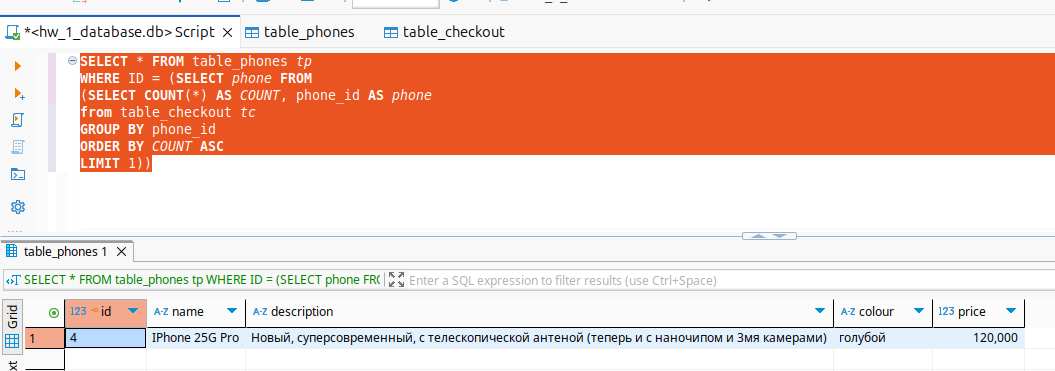 *<hw_1_database.db> Script
table_phones
table_checkout
SELECT * FROM table_phones tp
WHERE ID = (SELECT phone FROM
(SELECT COUNT(*) AS COUNT, phone_id AS phone
from table_checkout tc
GROUP BY phone_id
ORDER BY COUNT ASC
LIMIT 1))
table_phones 1
SELECT * FROM table_phones tp WHERE ID = (SELECT phone FR
Enter a SQL expression to filter results (use Ctrl+Space)
Grid
123 id
A-Z name
A-Z description
A-Z colour
123 price
1
4
IPhone 25G Pro
Новый, суперсовременный, с телескопической антеной (теперь и с наночипом и 3мя камерами)
голубой
120,000